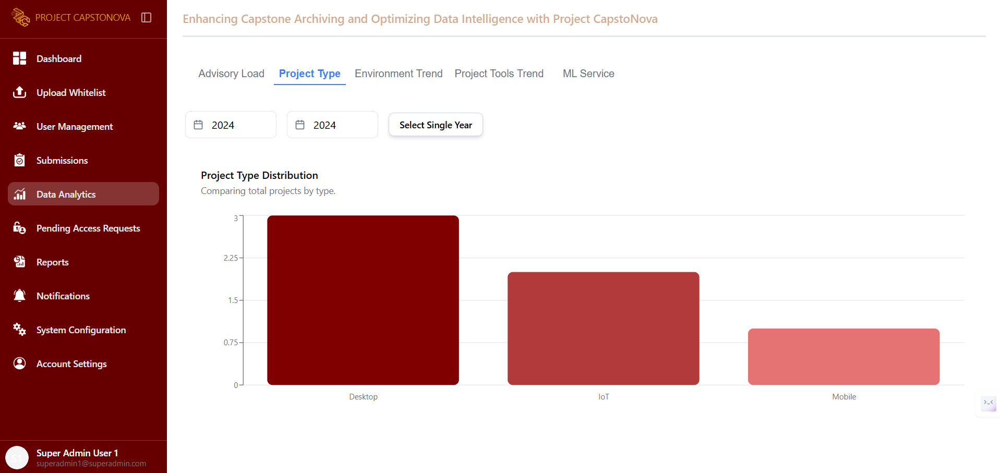 PROJECT CAPSTONOVA
Dashboard
Upload Whitelist
User Management
Submissions
Data Analytics
Pending Access Requests
Reports
Notifications
System Configuration
Account Settings
S1
Super Admin User 1
superadmin1@superadmin.com
Enhancing Capstone Archiving and Optimizing Data Intelligence with Project CapstoNova
Advisory Load Project Type Environment Trend Project Tools Trend ML Service
2024 2024 Select Single Year
Project Type Distribution
Comparing total projects by type.
3
2.25
1.5
0.75
0
Desktop IoT Mobile